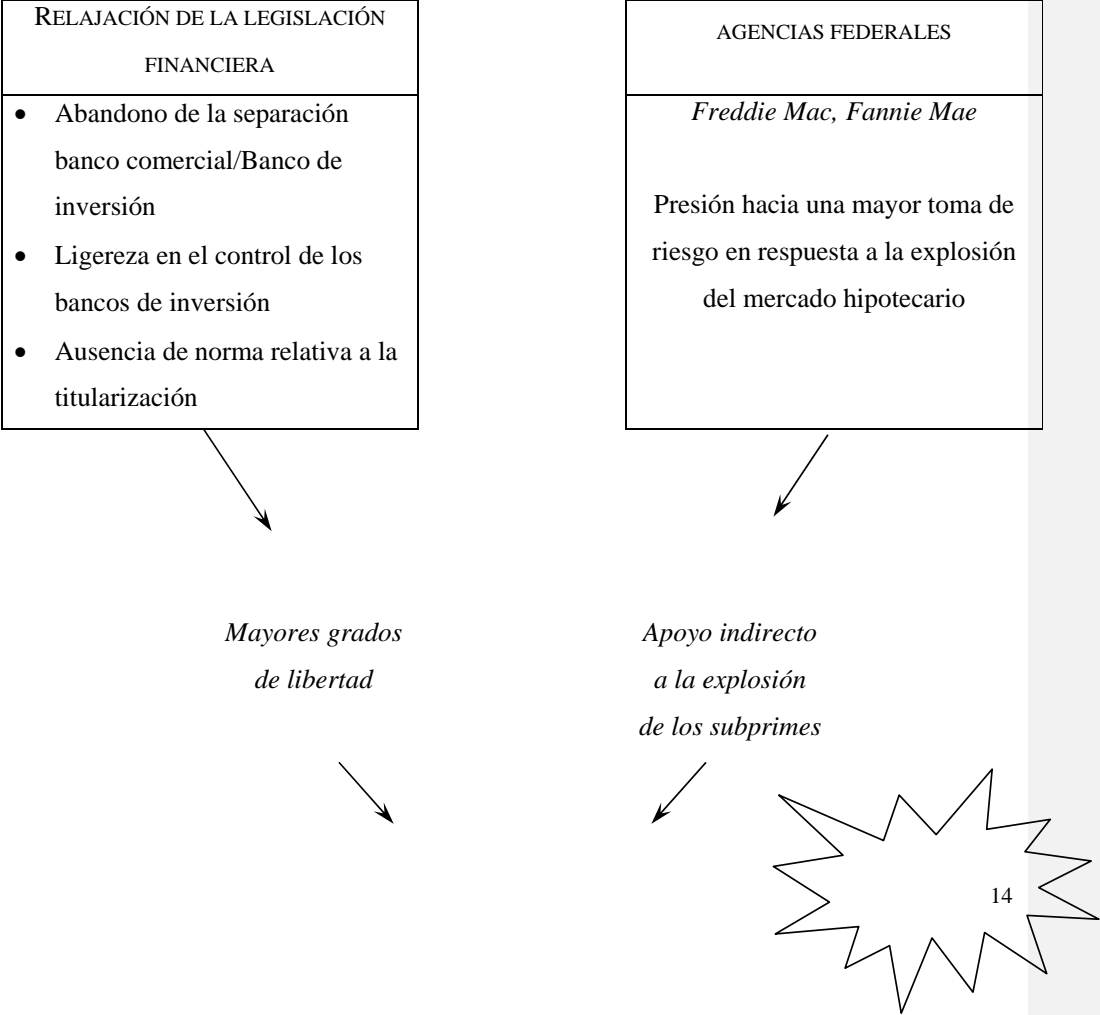 RELAJACIÓN DE LA LEGISLACIÓN
FINANCIERA
• Abandono de la separación
banco comercial/Banco de
inversión
• Ligereza en el control de los
bancos de inversión
• Ausencia de norma relativa a la
titularización
AGENCIAS FEDERALES
Freddie Mac, Fannie Mae
Presión hacia una mayor toma de
riesgo en respuesta a la explosión
del mercado hipotecario
Mayores grados
de libertad
Apoyo indirecto
a la explosión
de los subprimes
14